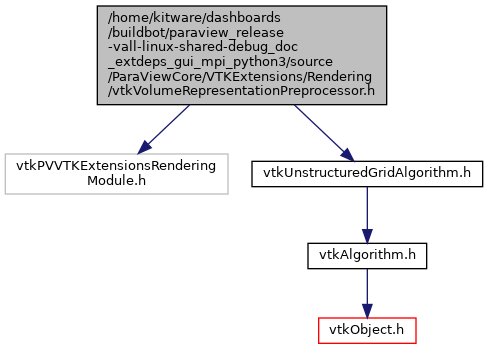 /home/kitware/dashboards
/buildbot/paraview_release
-vall-linux-shared-debug_doc
_extdeps_gui_mpi_python3/source
/ParaViewCore/VTKExtensions/Rendering
/vtkVolumeRepresentationPreprocessor.h
vtkPVVTKExtensionsRendering
Module.h
vtkUnstructuredGridAlgorithm.h
vtkAlgorithm.h
vtkObject.h